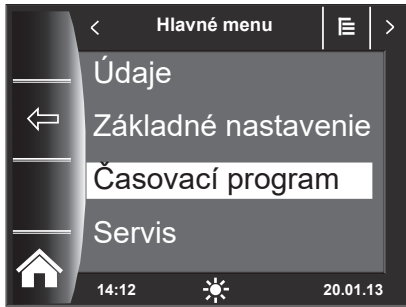 Hlavné menu
Údaje
Základné nastavenie
Časovací program
Servis
14:12 20.01.13